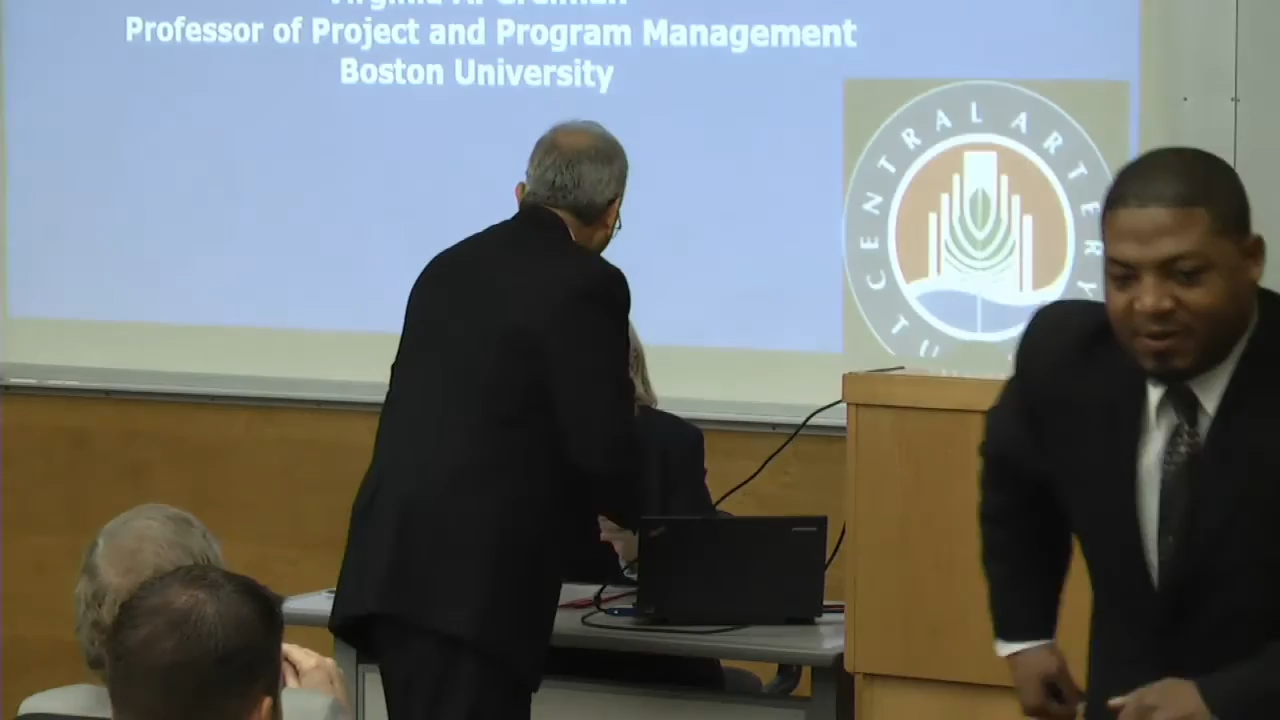 Professor of Project and Program Management
Boston University
CENTRAL ARTERY